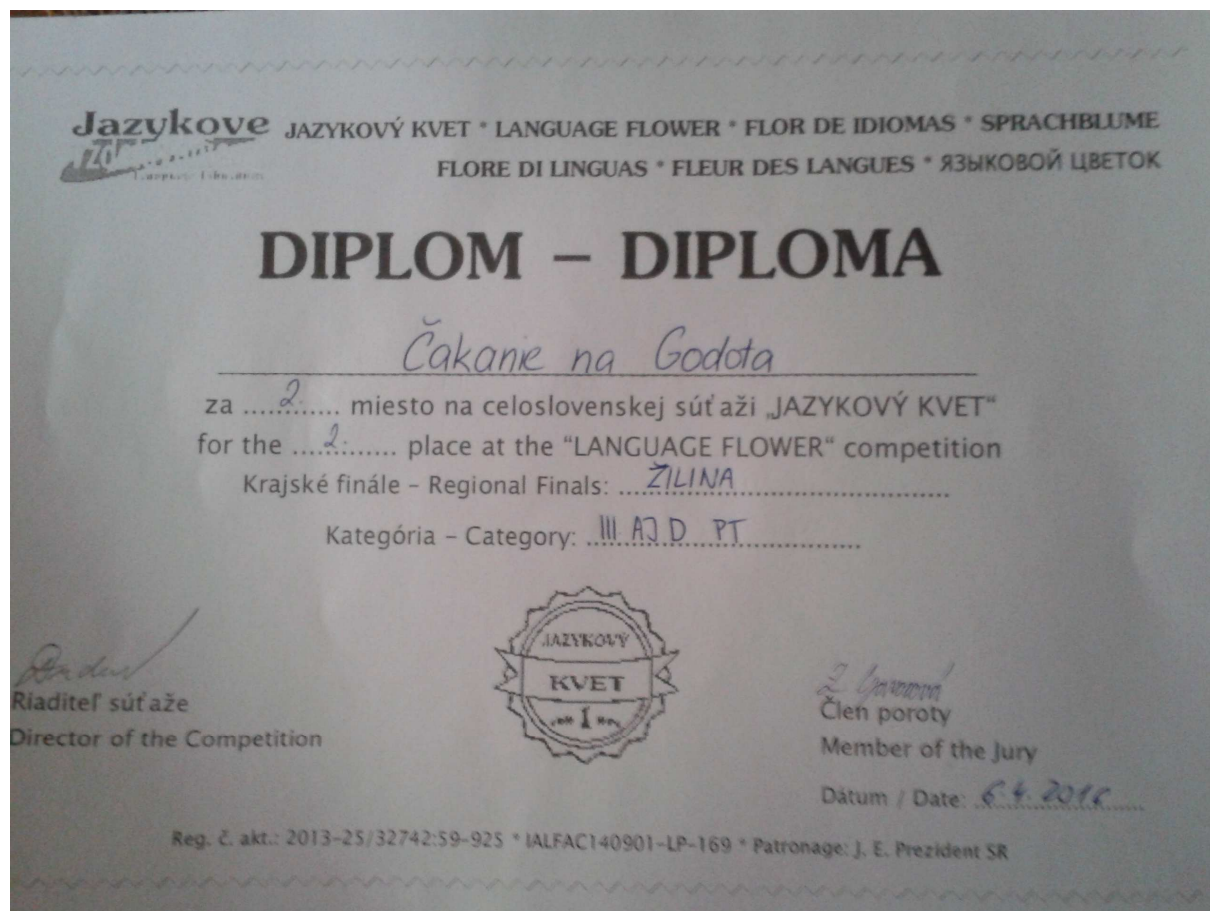 Jazykove
JAZYKOVÝ KVET * LANGUAGE FLOWER * FLOR DE IDIOMAS * SPRACHBLUME
FLORE DI LINGUAS * FLEUR DES LANGUES * ЯЗЫКОВОЙ ЦВЕТОК
DIPLOM – DIPLOMA
Čakanie na Godota
za ....2....... miesto na celoslovenskej súťaži „JAZYKOVÝ KVET“
for the ....2....... place at the “LANGUAGE FLOWER“ competition
Krajské finále – Regional Finals: ...ŽILINA..............................
Kategória – Category: ..III AJ D PT................
JAZYKOVÝ
KVET
1
Riaditeľ súťaže
Director of the Competition
Člen poroty
Member of the Jury
Dátum / Date: 6.4.2016
Reg. č. akt.: 2013-25/32742:59-925 * IALFAC140901-LP-169 * Patronage: J. E. Prezident SR